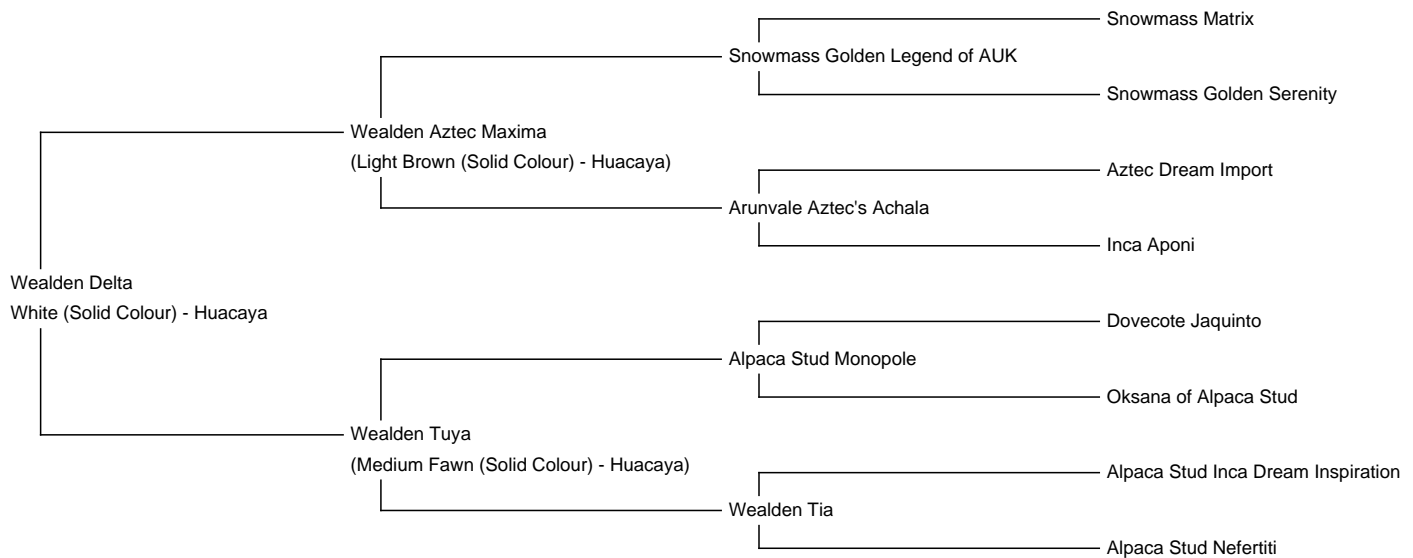 Snowmass Matrix
Snowmass Golden Legend of AUK
Snowmass Golden Serenity
Wealden Aztec Maxima
(Light Brown (Solid Colour) - Huacaya)
Aztec Dream Import
Arunvale Aztec's Achala
Inca Aponi
Wealden Delta
White (Solid Colour) - Huacaya
Dovecote Jaquinto
Alpaca Stud Monopole
Oksana of Alpaca Stud
Wealden Tuya
(Medium Fawn (Solid Colour) - Huacaya)
Alpaca Stud Inca Dream Inspiration
Wealden Tia
Alpaca Stud Nefertiti